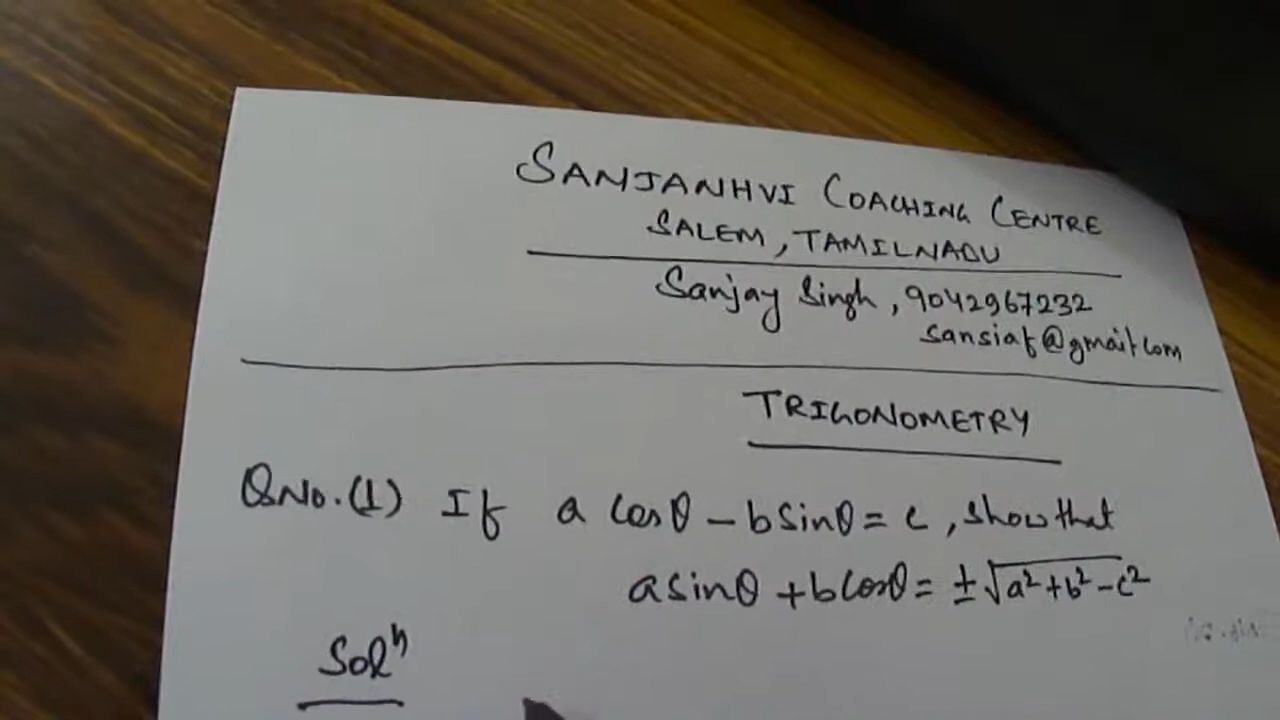 SANJANHVI COACHING CENTRE
SALEM, TAMILNADU
Sanjay Singh, 9042967232
sansiaf@gmail.com
TRIGONOMETRY
QNo.(1) If a cosθ - b sinθ = c, show that
a sinθ + b cosθ = ±√a²+b²-c²
Solⁿ